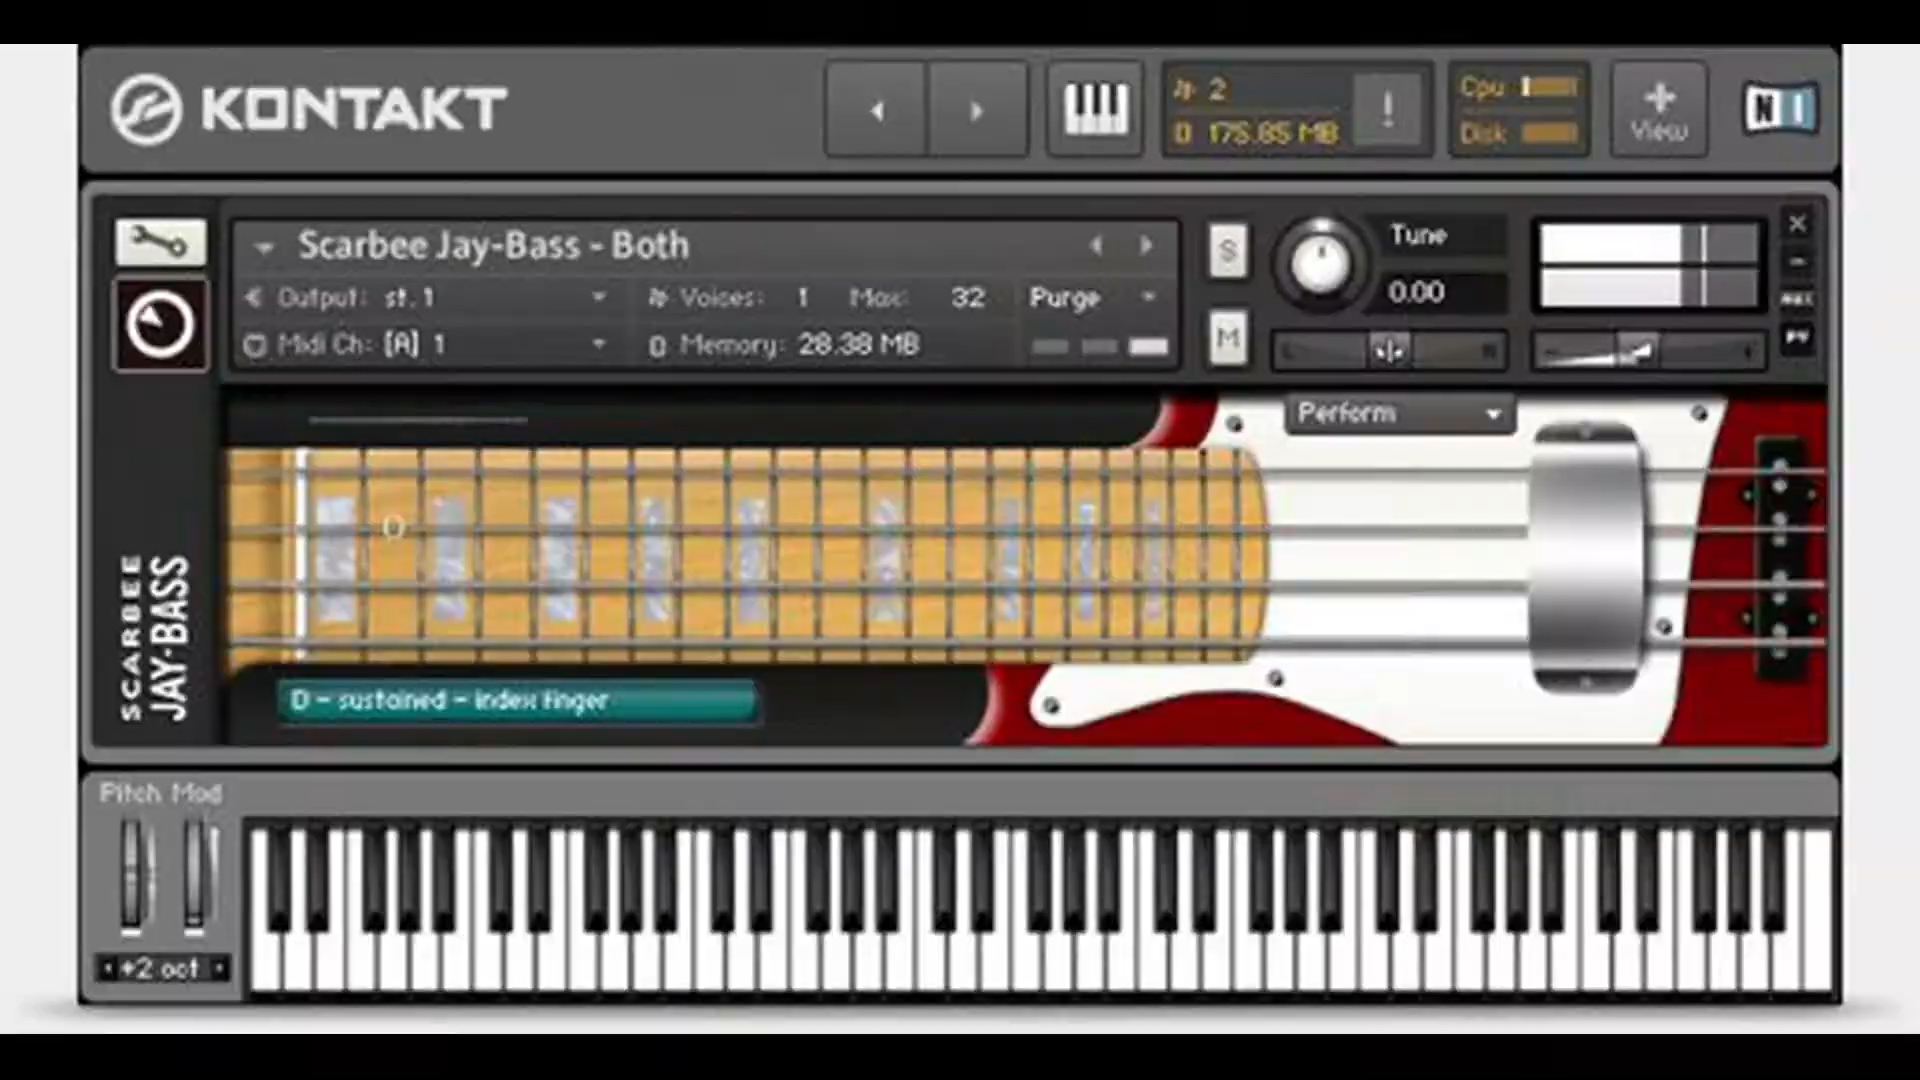 KONTAKT
2
175.85 MB
!
Cpu
Disk
+
View
N I
Scarbee Jay-Bass - Both
Output: st. 1
Voices: 1 Max: 32
Purge
Midi Ch: [A] 1
Memory: 28.38 MB
S
M
Tune
0.00
AUX
PV
Perform
D
SCARBEE
JAY-BASS
D - sustained - index finger
Pitch Mod
+2 oct